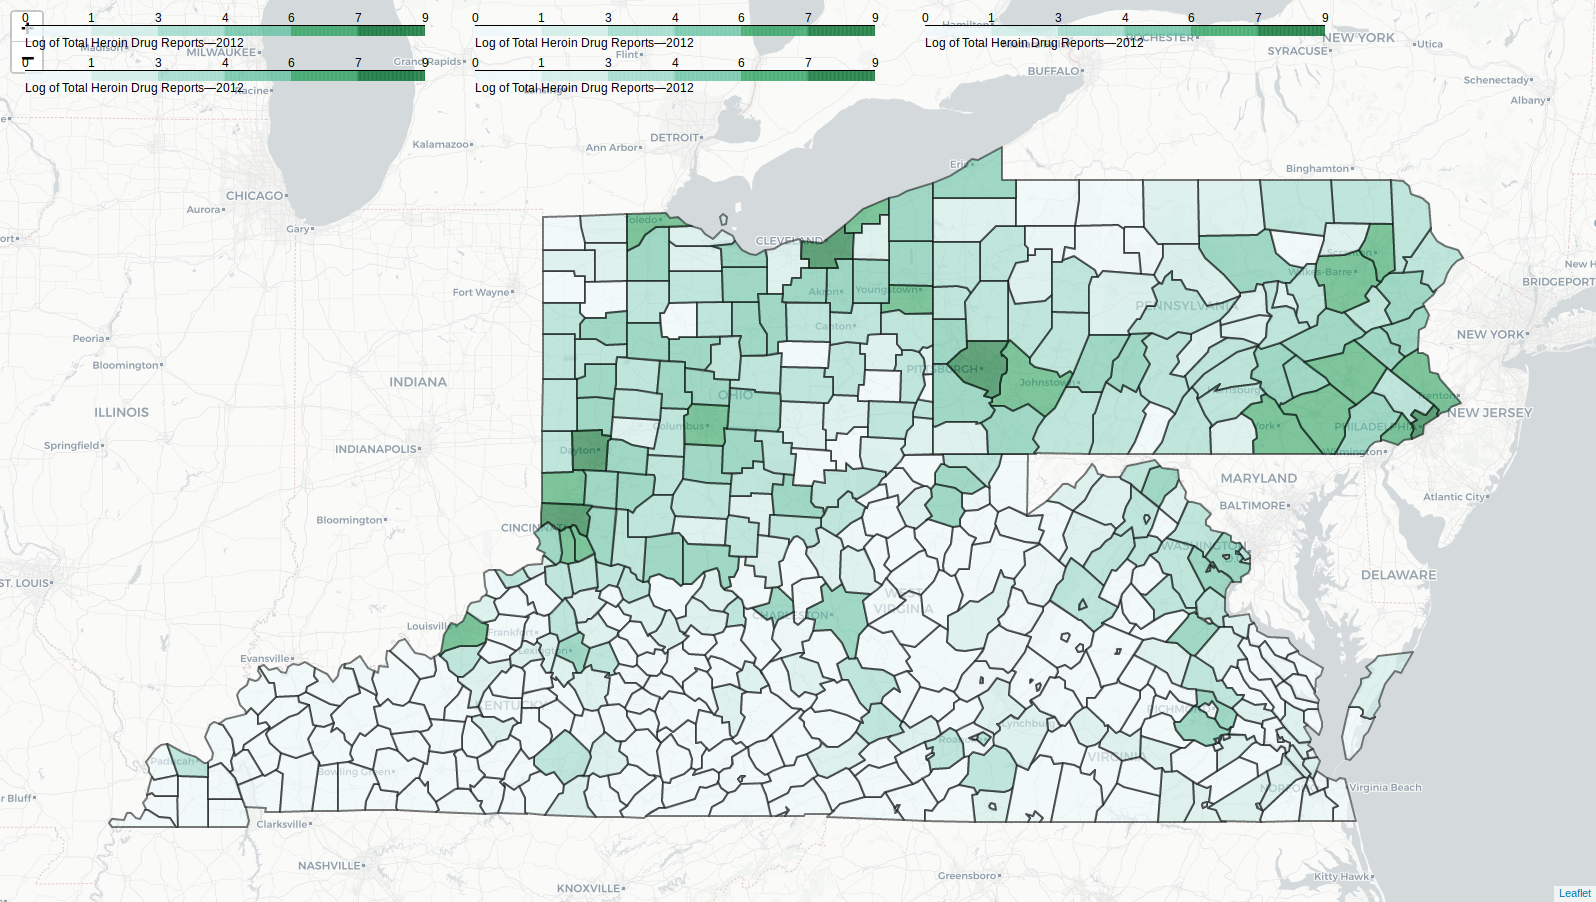 0 1 3 4 6 7 9
Log of Total Heroin Drug Reports—2012
0 1 3 4 6 7 9
Log of Total Heroin Drug Reports—2012
0 1 3 4 6 7 9
Log of Total Heroin Drug Reports—2012
0 1 3 4 6 7 9
Log of Total Heroin Drug Reports—2012
0 1 3 4 6 7 9
Log of Total Heroin Drug Reports—2012
Hamilton
ROCHESTER
NEW YORK
Utica
SYRACUSE
Madison
MILWAUKEE
Grand Rapids
Flint
BUFFALO
Schenectady
Racine
Lansing
Albany
DETROIT
Kalamazoo
Ann Arbor
Erie
Binghamton
CHICAGO
Aurora
Toledo
Gary
CLEVELAND
Scranton
Wilkes-Barre
New H
BRIDGEPORT
Fort Wayne
Akron
Youngstown
PENNSYLVANIA
Canton
NEW YORK
Peoria
Bloomington
PITTSBURGH
INDIANA
Johnstown
OHIO
Harrisburg
Trenton
ILLINOIS
NEW JERSEY
Columbus
York
PHILADELPHIA
Springfield
INDIANAPOLIS
Dayton
Wilmington
MARYLAND
Atlantic City
BALTIMORE
Bloomington
CINCINNATI
WASHINGTON
DELAWARE
ST. LOUIS
WEST
VIRGINIA
CHARLESTON
Louisville
Frankfort
Lexington
Evansville
KENTUCKY
RICHMOND
Lynchburg
Roanoke
VIRGINIA
Paducah
Bowling Green
NORFOLK
Virginia Beach
r Bluff
Clarksville
NASHVILLE
Greensboro
Kitty Hawk
KNOXVILLE
Leaflet